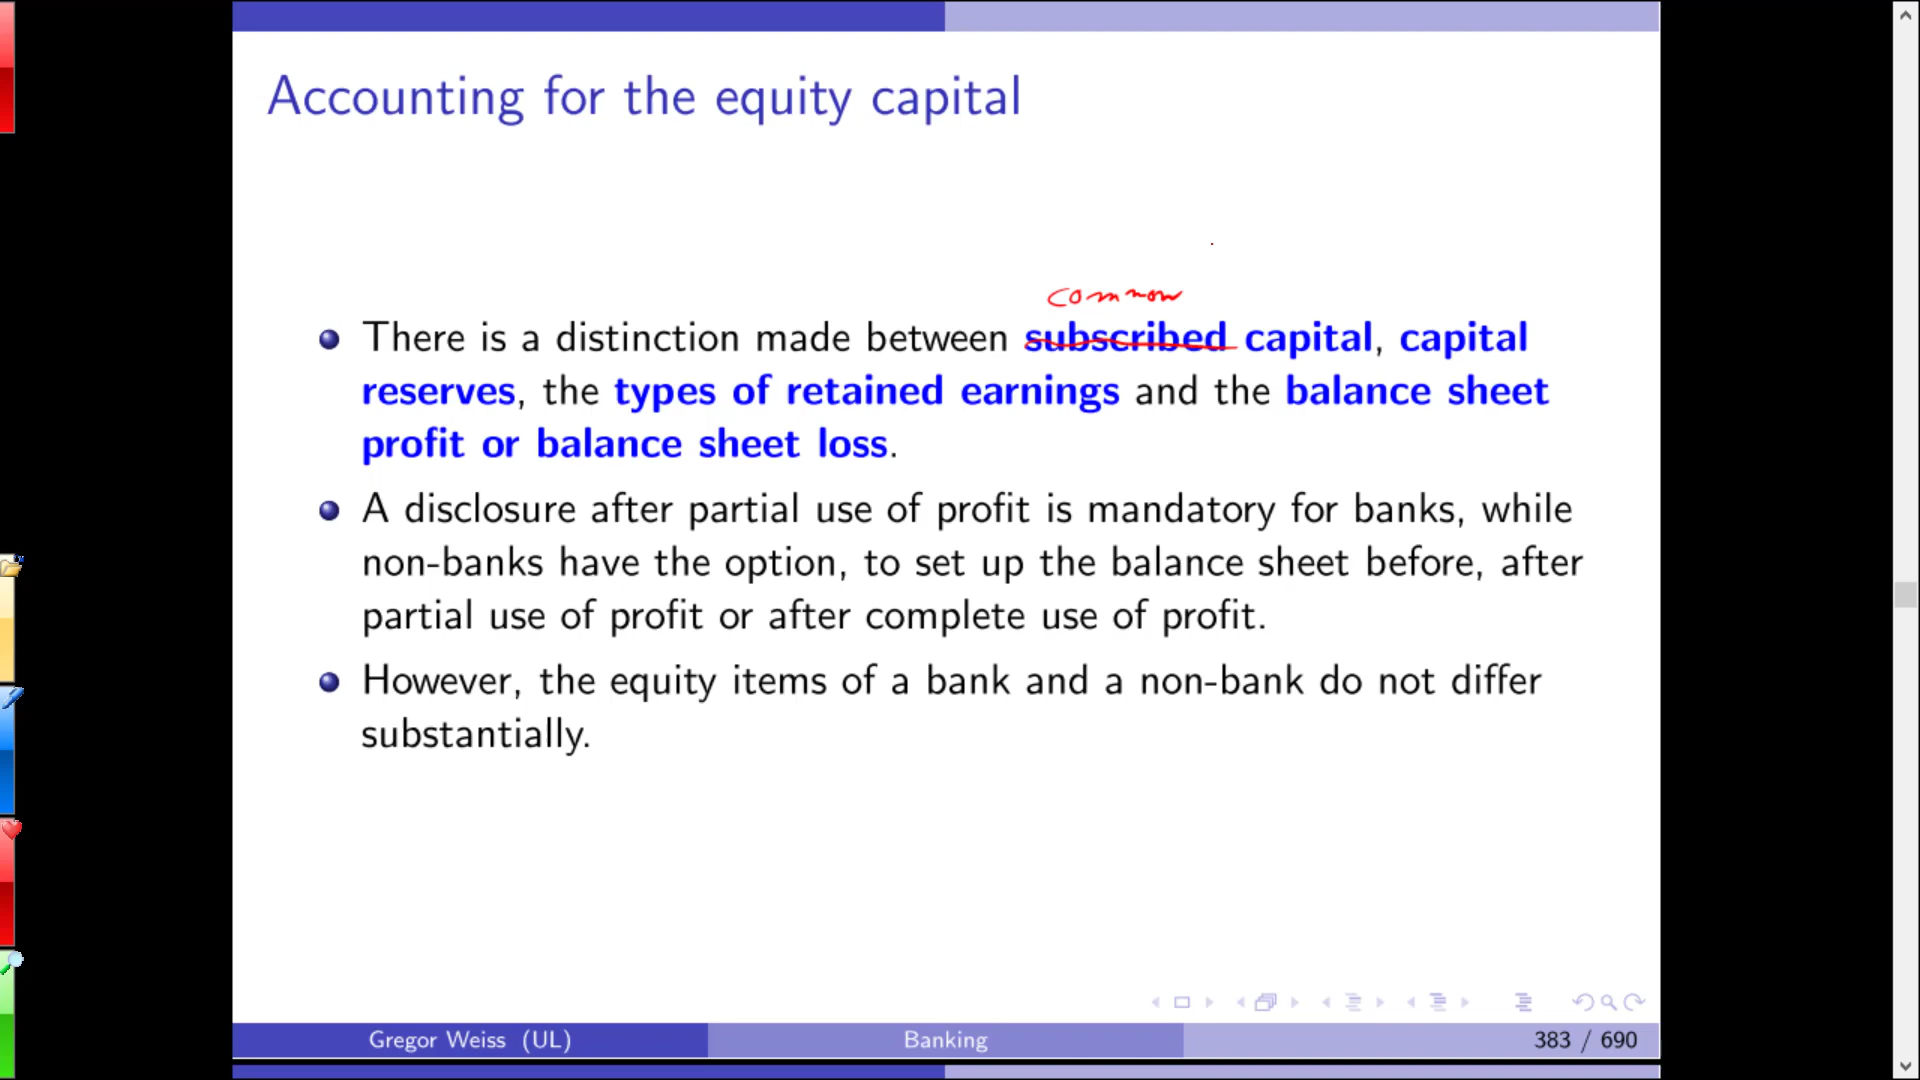 Accounting for the equity capital
common
There is a distinction made between subscribed capital, capital
reserves, the types of retained earnings and the balance sheet
profit or balance sheet loss.
A disclosure after partial use of profit is mandatory for banks, while
non-banks have the option, to set up the balance sheet before, after
partial use of profit or after complete use of profit.
However, the equity items of a bank and a non-bank do not differ
substantially.
Gregor Weiss (UL) Banking 383 / 690